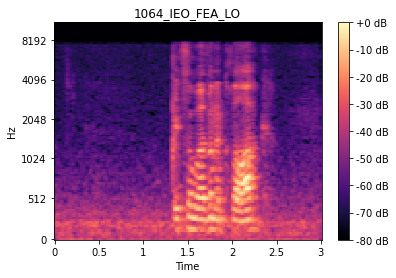 1064_IEO_FEA_LO
+0 dB
8192
-10 dB
4096
-20 dB
-30 dB
2048
Hz
-40 dB
1024
-50 dB
512
-60 dB
-70 dB
0
-80 dB
0 0.5 1 1.5 2 2.5 3
Time